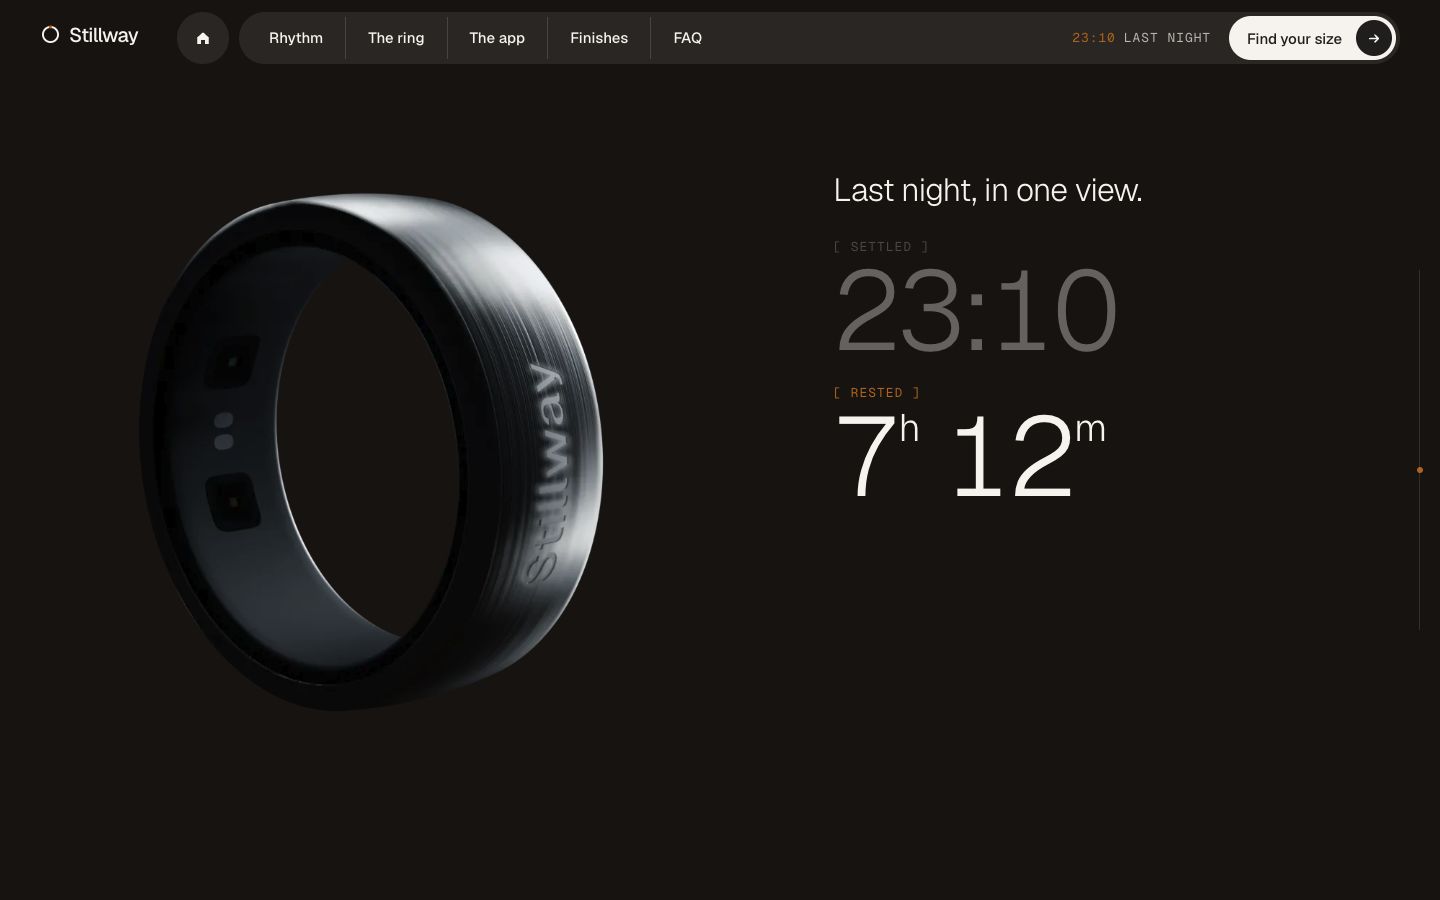 Stillway
Rhythm
The ring
The app
Finishes
FAQ
23:10 LAST NIGHT
Find your size
Last night, in one view.
[ SETTLED ]
23:10
[ RESTED ]
7h 12m
Stillway